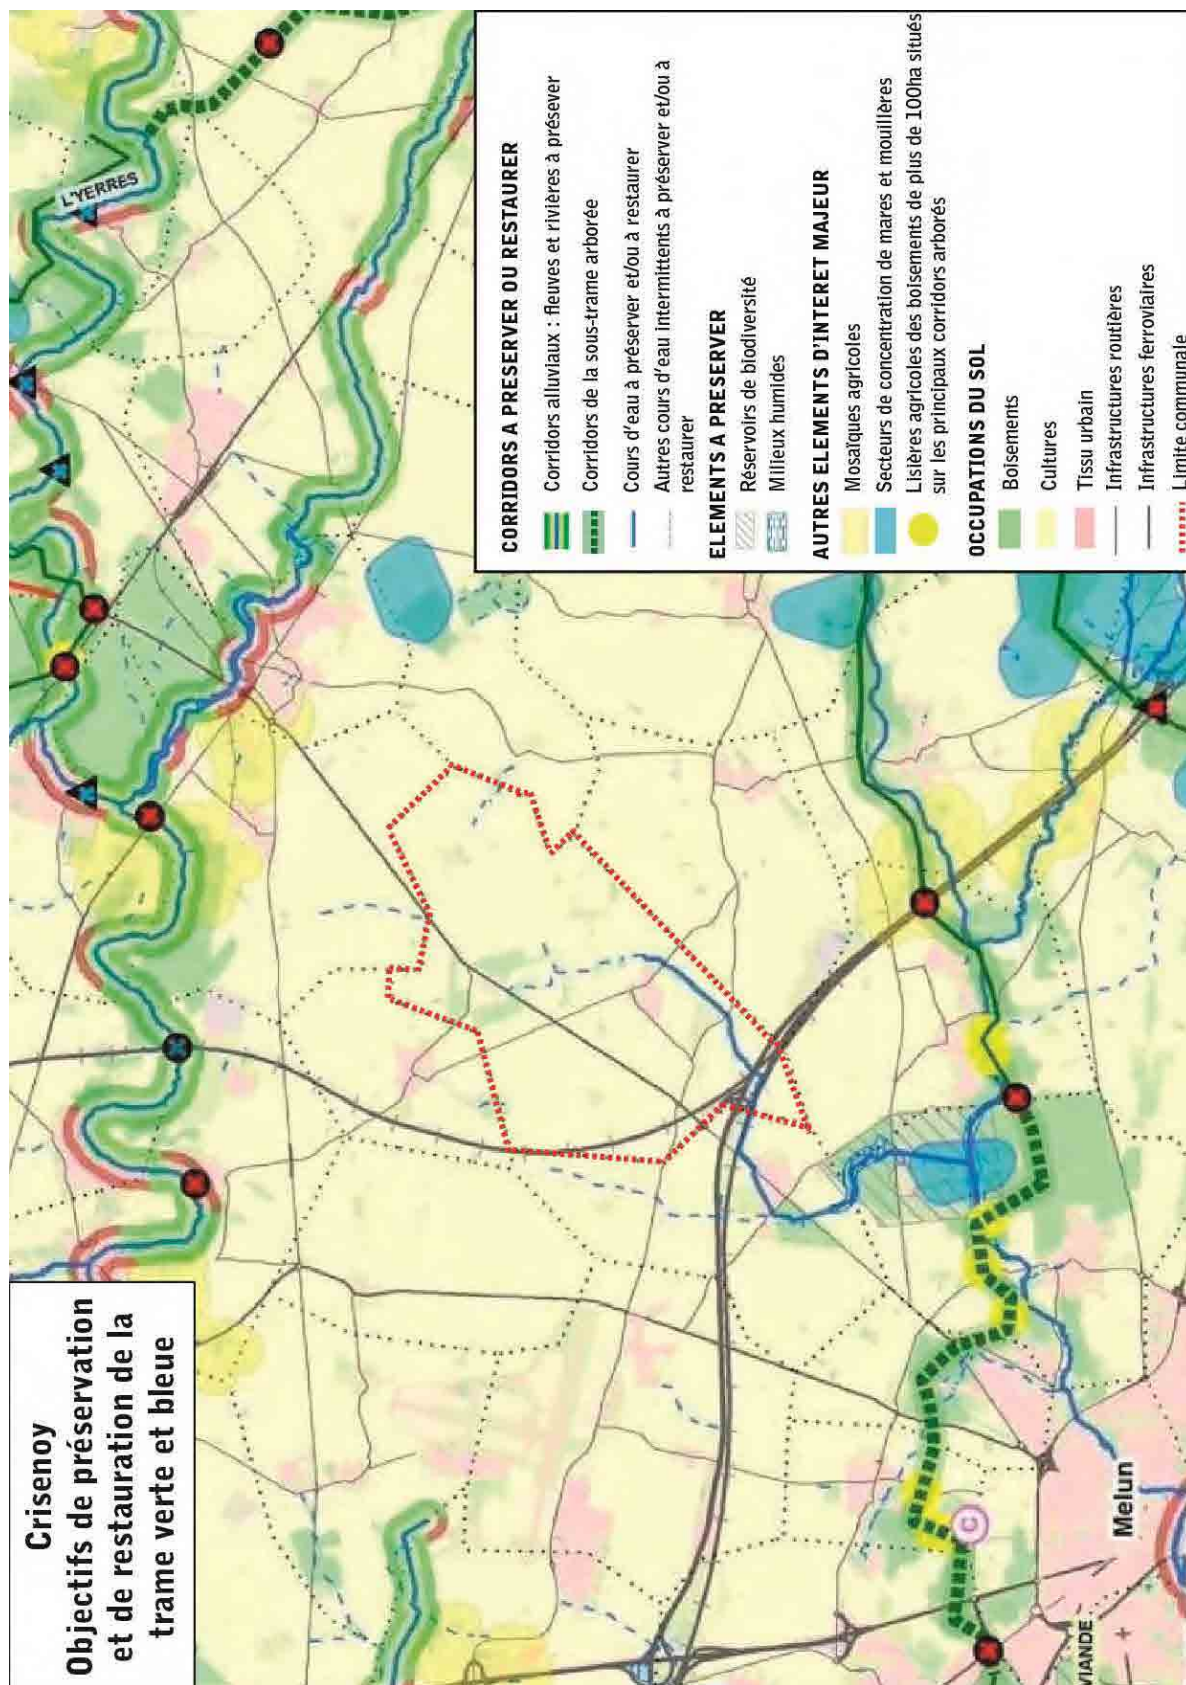 Crisenoy
Objectifs de préservation
et de restauration de la
trame verte et bleue
L'YERRES
Melun
VIANDE
C
CORRIDORS A PRESERVER OU RESTAURER
Corridors alluviaux : fleuves et rivières à présever
Corridors de la sous-trame arborée
Cours d'eau à préserver et/ou à restaurer
Autres cours d'eau intermittents à préserver et/ou à
restaurer
ELEMENTS A PRESERVER
Réservoirs de biodiversité
Milieux humides
AUTRES ELEMENTS D'INTERET MAJEUR
Mosaïques agricoles
Secteurs de concentration de mares et mouillères
Lisières agricoles des boisements de plus de 100ha situés
sur les principaux corridors arborés
OCCUPATIONS DU SOL
Boisements
Cultures
Tissu urbain
Infrastructures routières
Infrastructures ferroviaires
Limite communale